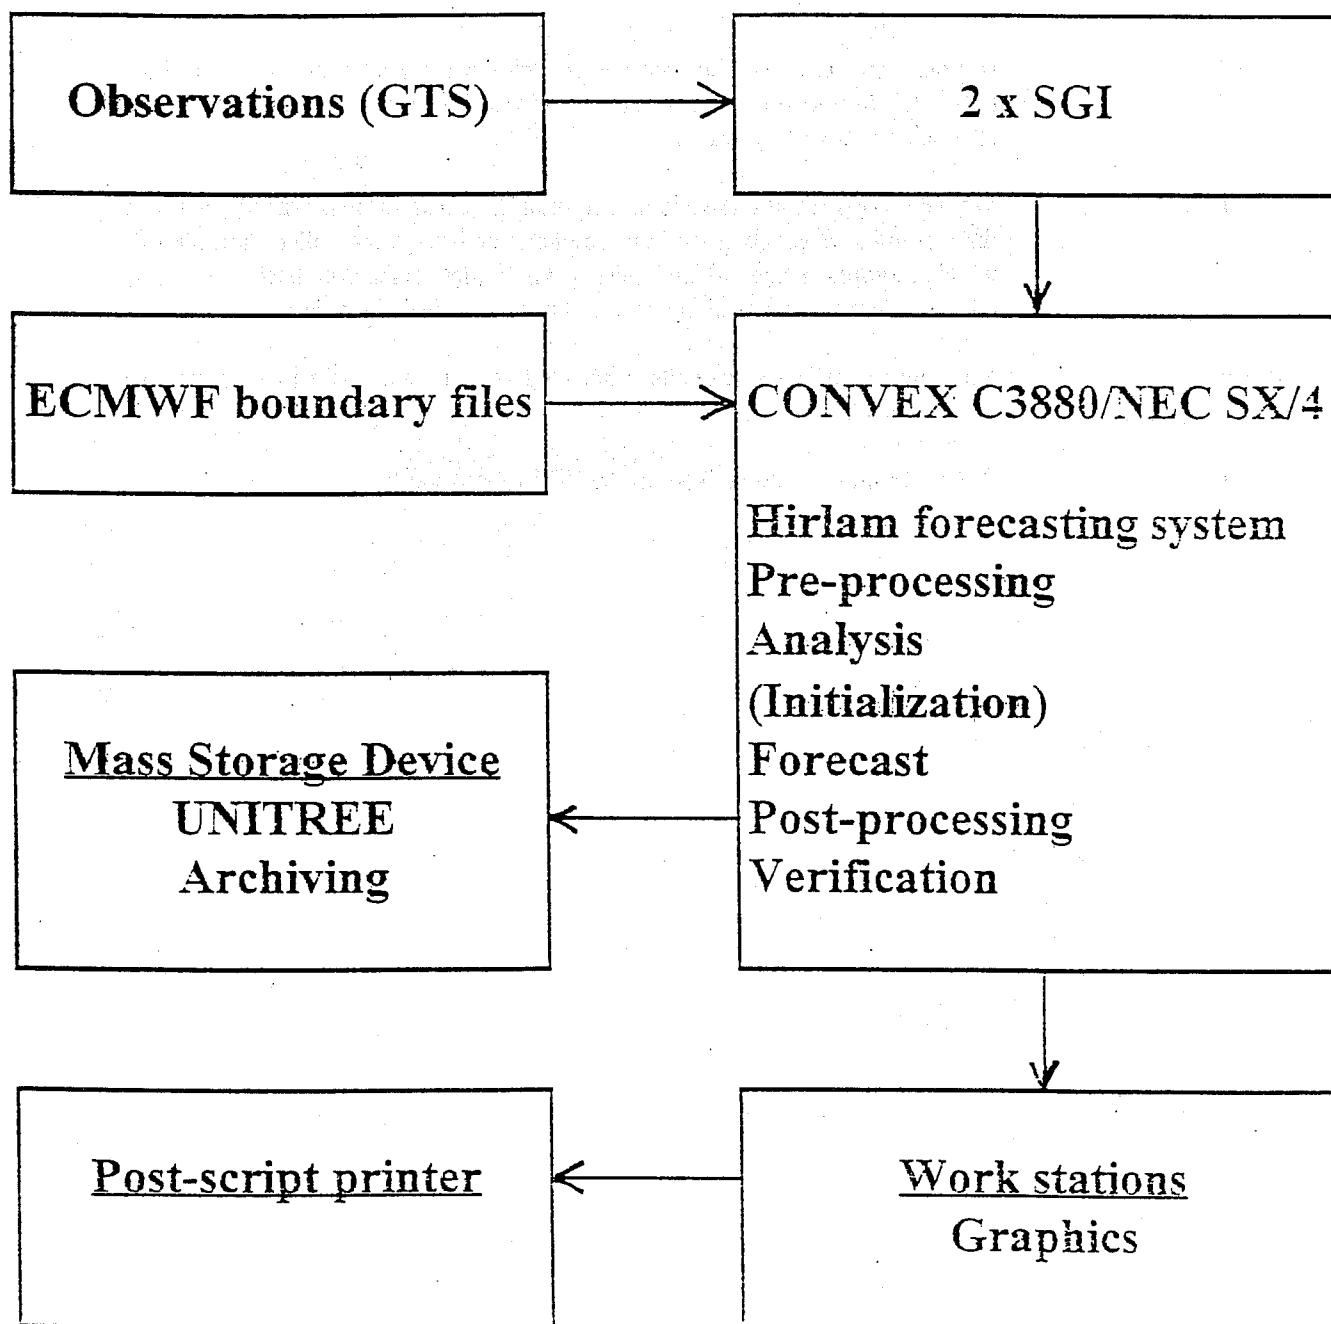 Observations (GTS)
2 x SGI
ECMWF boundary files
CONVEX C3880/NEC SX/4
Hirlam forecasting system
Pre-processing
Analysis
(Initialization)
Forecast
Post-processing
Verification
Mass Storage Device
UNITREE
Archiving
Post-script printer
Work stations
Graphics